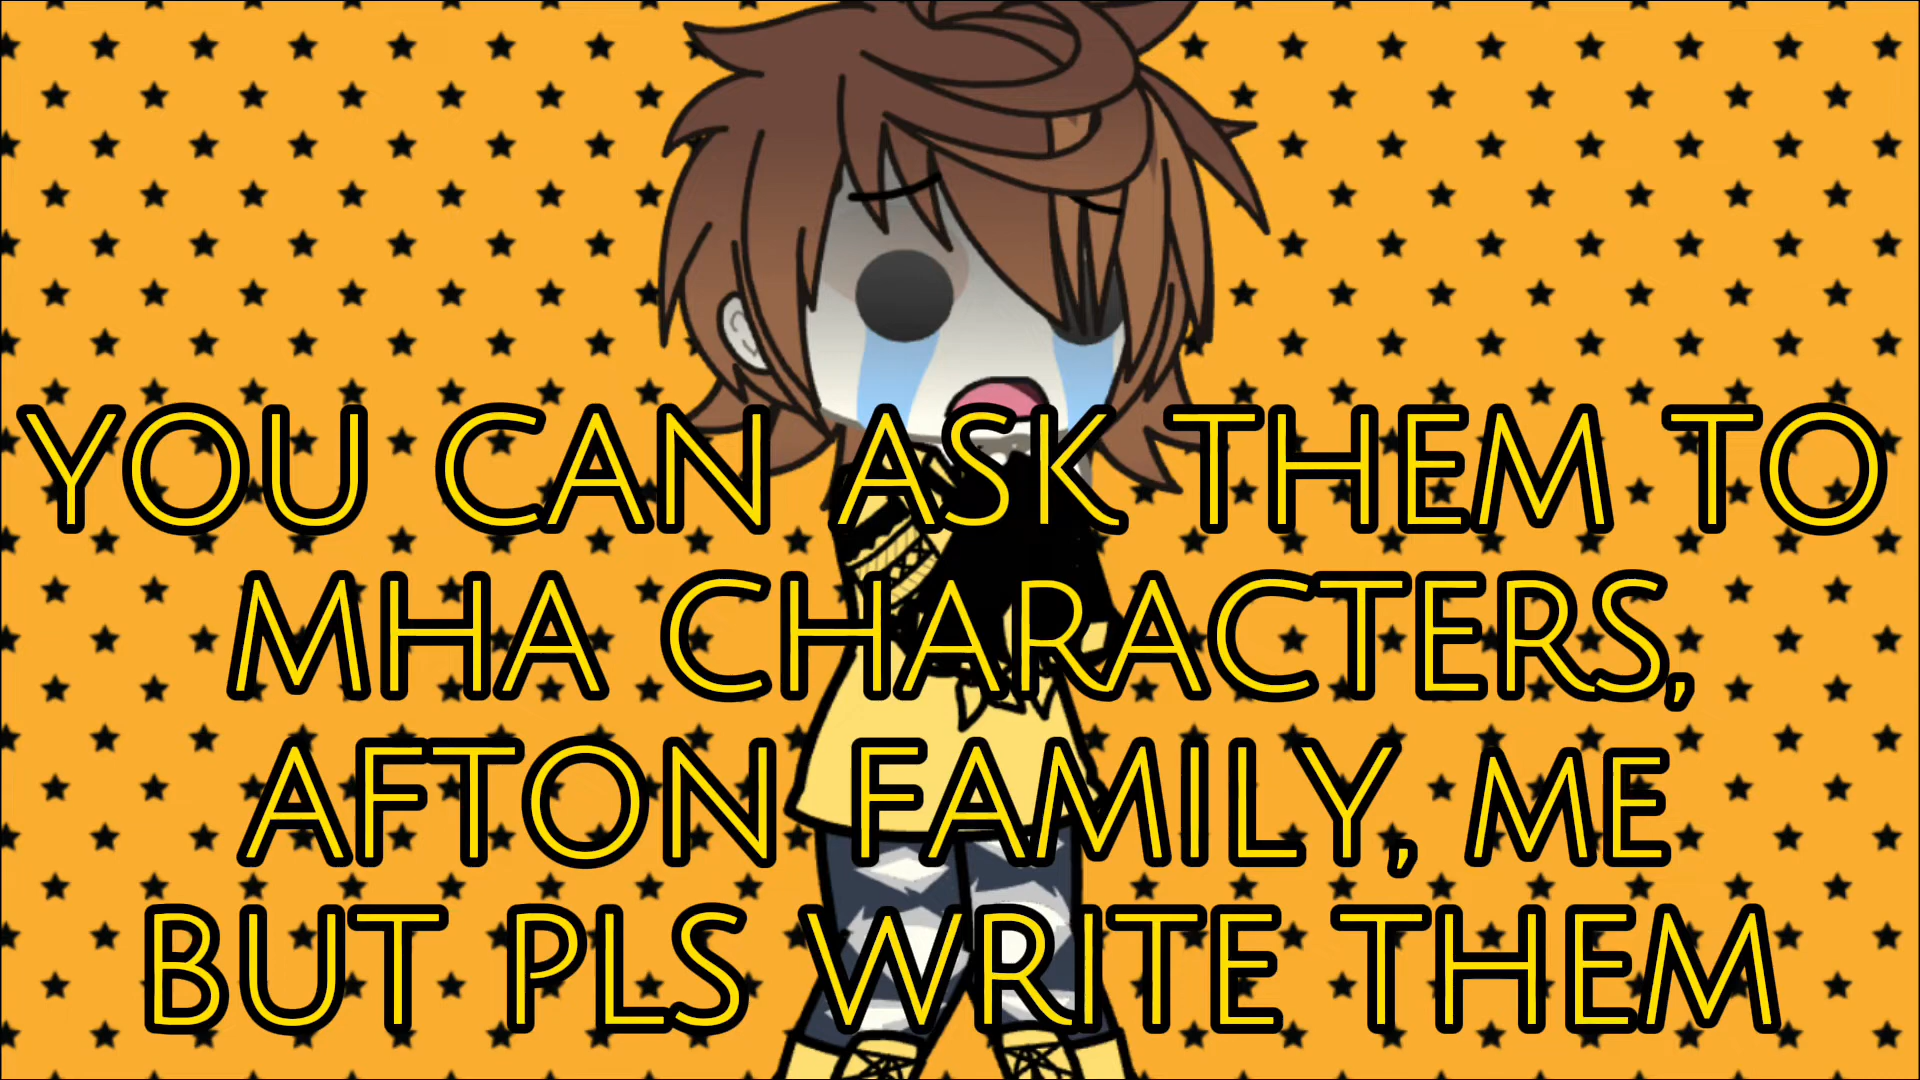 YOU CAN ASK THEM TO
MHA CHARACTERS,
AFTON FAMILY, ME
BUT PLS WRITE THEM